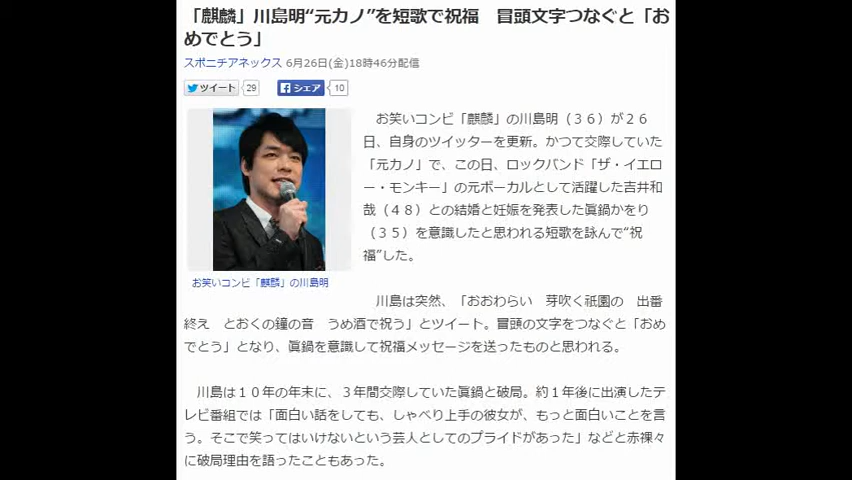 「麒麟」川島明“元カノ”を短歌で祝福　冒頭文字つなぐと「お
めでとう」
スポニチアネックス 6月26日(金)18時46分配信
ツイート 29 シェア 10
お笑いコンビ「麒麟」の川島明（３６）が２６
日、自身のツイッターを更新。かつて交際していた
「元カノ」で、この日、ロックバンド「ザ・イエロ
ー・モンキー」の元ボーカルとして活躍した吉井和
哉（４８）との結婚と妊娠を発表した眞鍋かをり
（３５）を意識したと思われる短歌を詠んで“祝
福”した。
お笑いコンビ「麒麟」の川島明
川島は突然、「おおわらい　芽吹く祇園の　出番
終え　とおくの鐘の音　うめ酒で祝う」とツイート。冒頭の文字をつなぐと「おめ
でとう」となり、眞鍋を意識して祝福メッセージを送ったものと思われる。
川島は１０年の年末に、３年間交際していた眞鍋と破局。約１年後に出演したテ
レビ番組では「面白い話をしても、しゃべり上手の彼女が、もっと面白いことを言
う。そこで笑ってはいけないという芸人としてのプライドがあった」などと赤裸々
に破局理由を語ったこともあった。